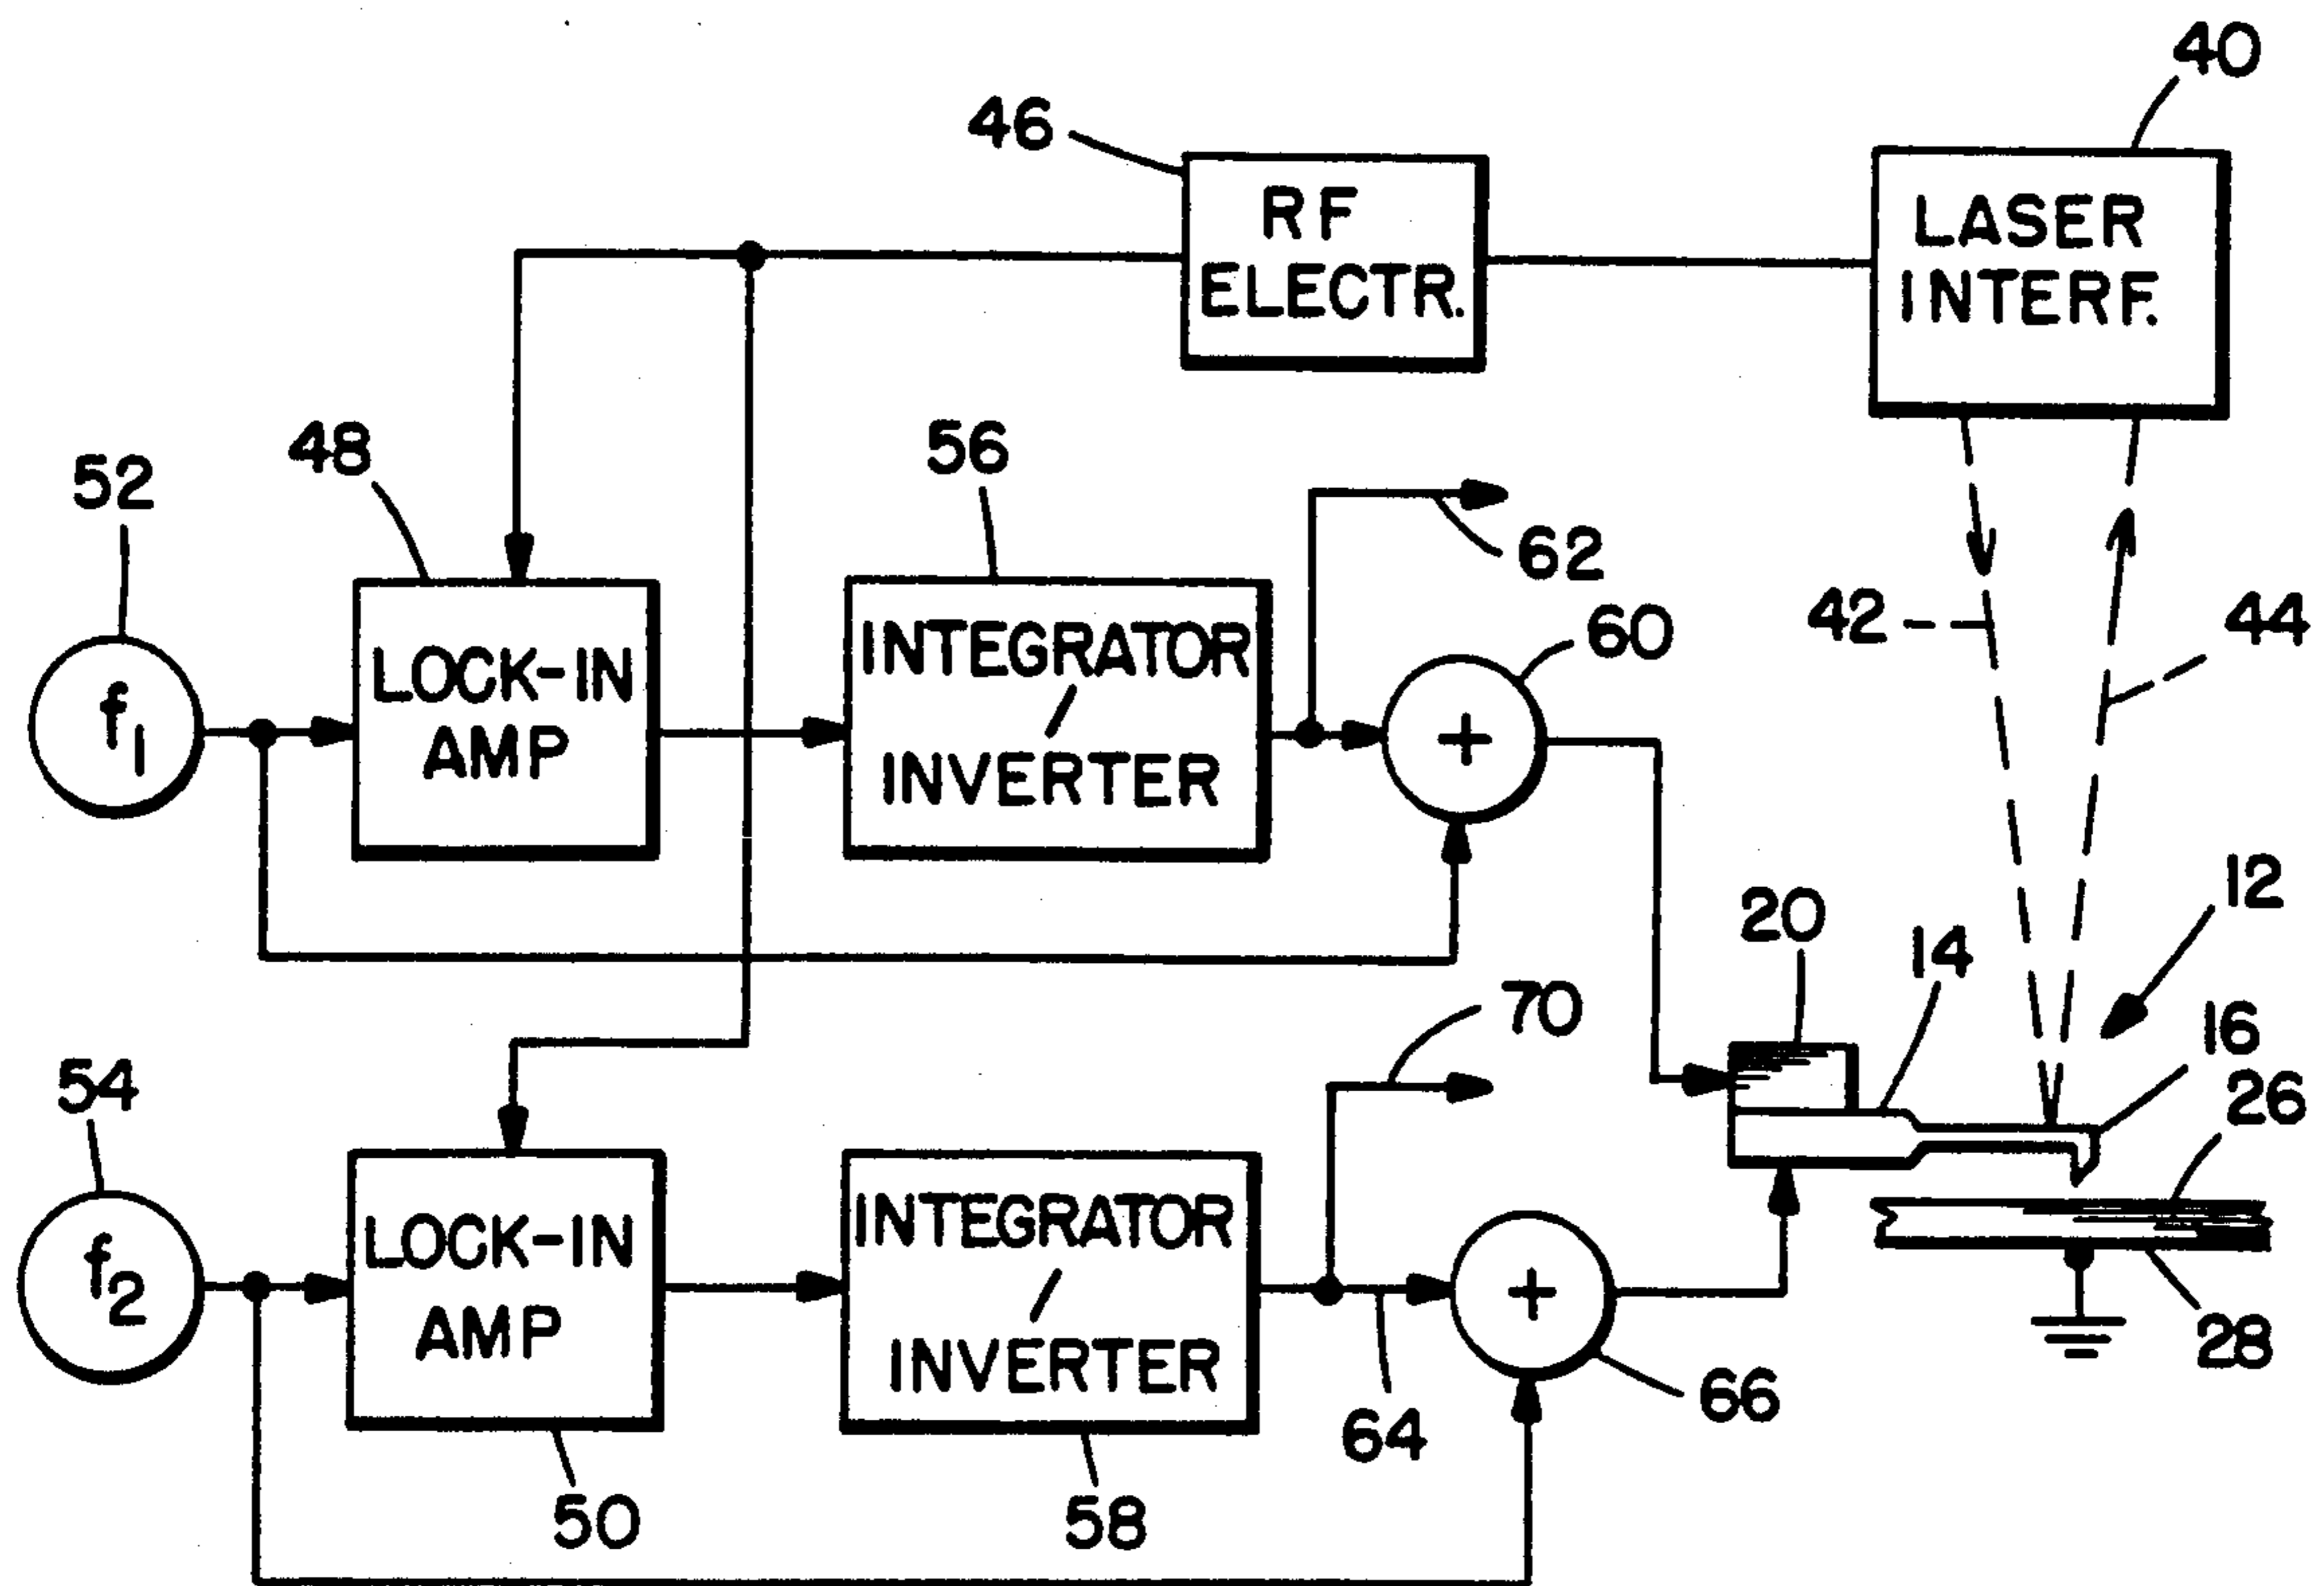 40
46
RF
ELECTR.
LASER
INTERF.
52
48
56
62
60
42
44
f1
LOCK-IN
AMP
INTEGRATOR
/
INVERTER
+
12
20
14
16
26
70
54
f2
LOCK-IN
AMP
INTEGRATOR
/
INVERTER
+
28
64
66
50
58